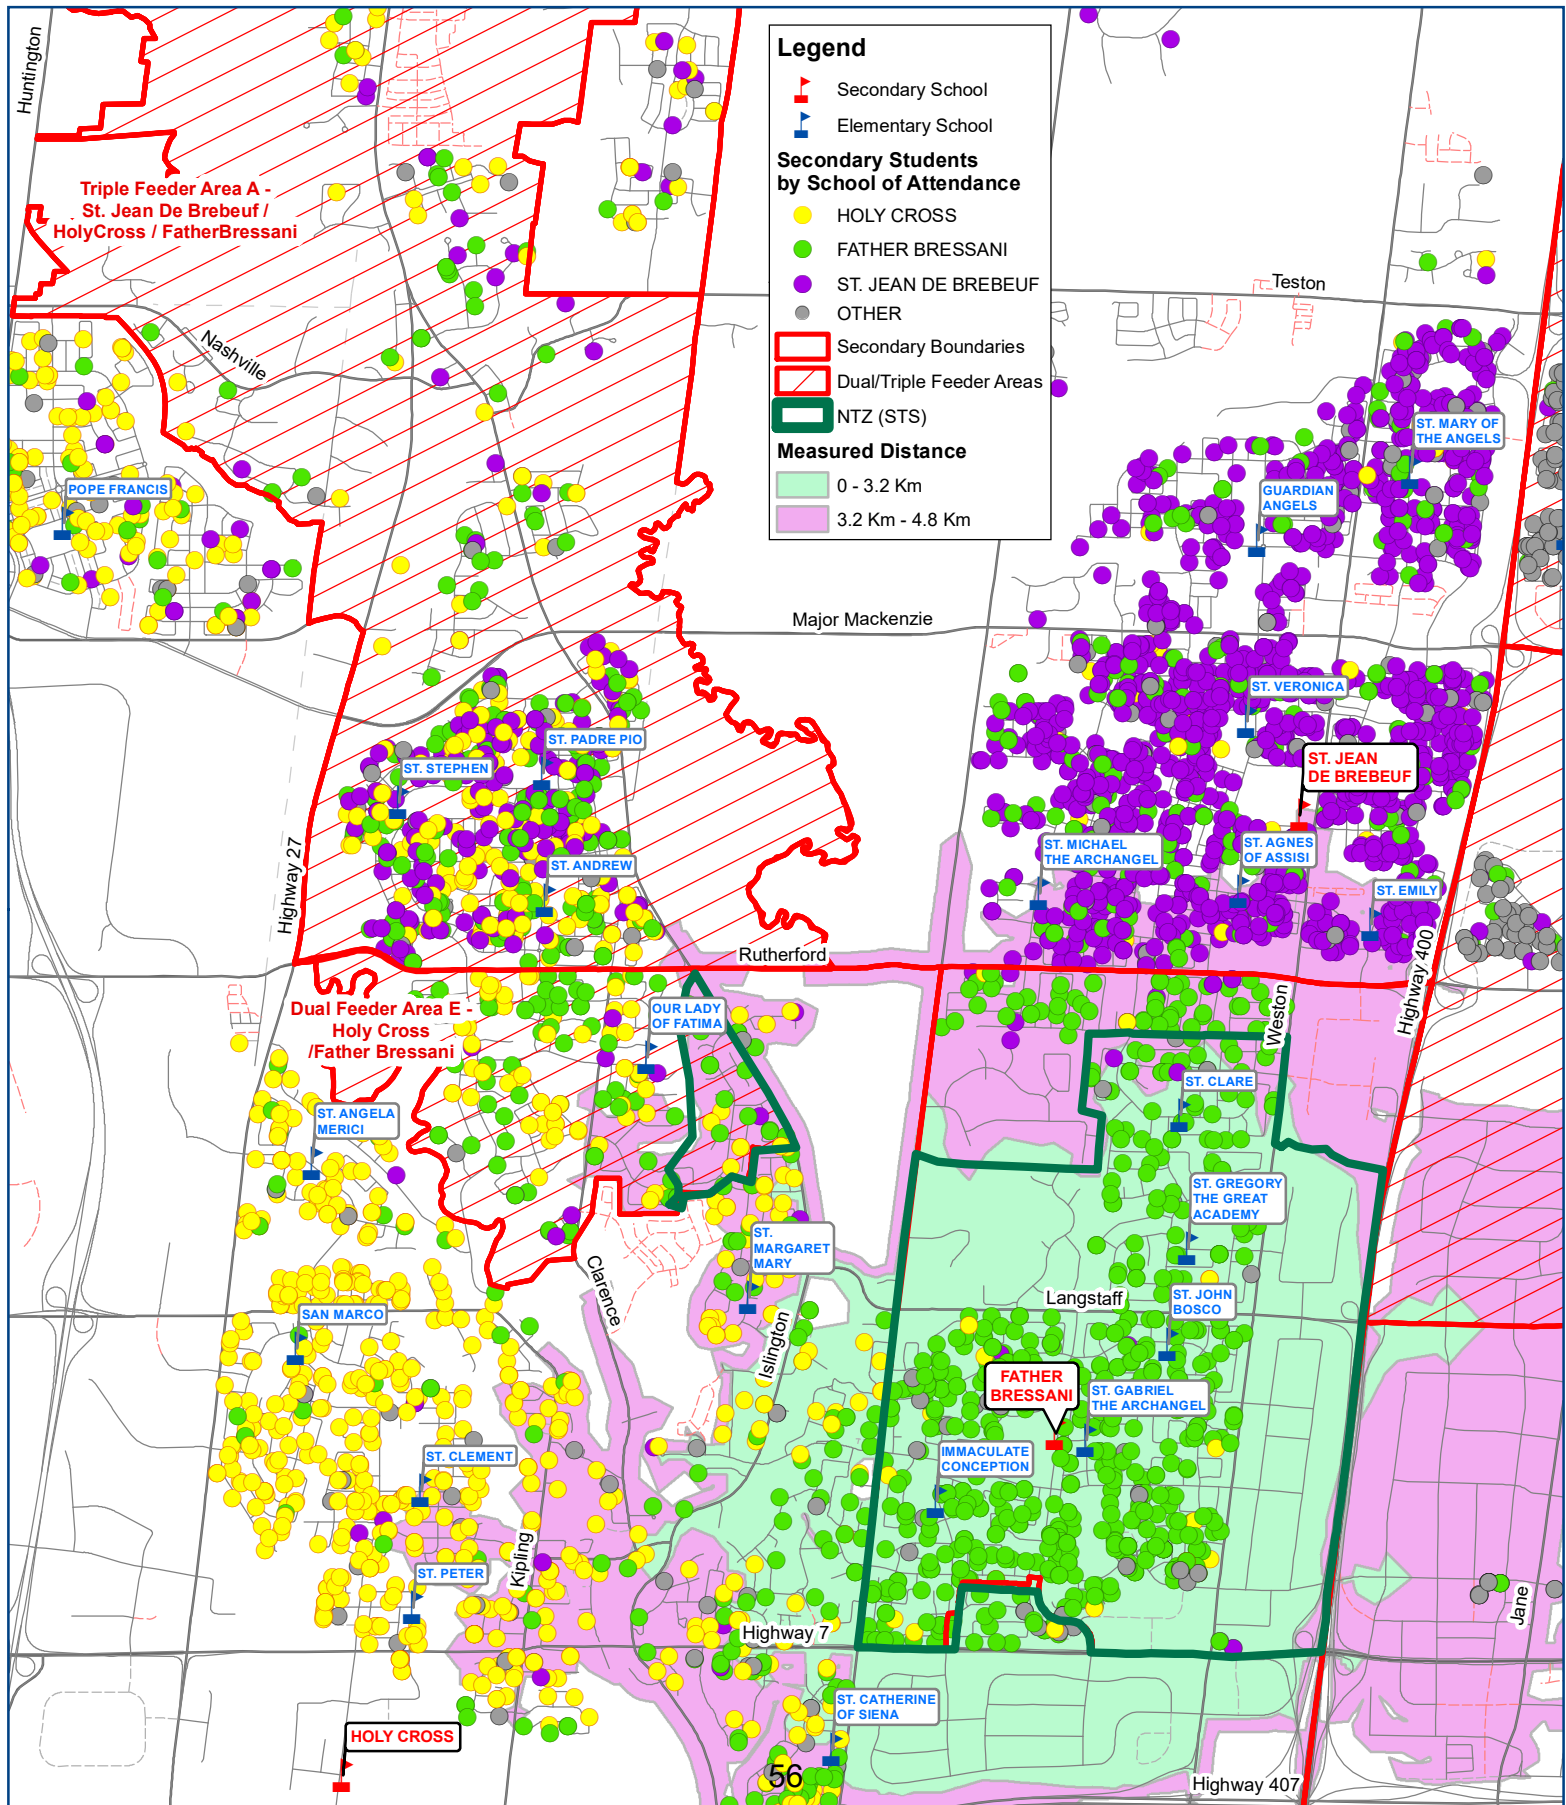 Legend
Secondary School
Elementary School
Secondary Students
by School of Attendance
HOLY CROSS
FATHER BRESSANI
ST. JEAN DE BREBEUF
OTHER
Secondary Boundaries
Dual/Triple Feeder Areas
NTZ (STS)
Measured Distance
0 - 3.2 Km
3.2 Km - 4.8 Km
Huntington
Triple Feeder Area A -
St. Jean De Brebeuf /
HolyCross / FatherBressani
Teston
Nashville
ST. MARY OF
THE ANGELS
POPE FRANCIS
GUARDIAN
ANGELS
Major Mackenzie
ST. VERONICA
ST. PADRE PIO
ST. STEPHEN
ST. JEAN
DE BREBEUF
ST. MICHAEL
THE ARCHANGEL
ST. AGNES
OF ASSISI
ST. ANDREW
ST. EMILY
Highway 27
Rutherford
Highway 400
Weston
Dual Feeder Area E -
Holy Cross
/Father Bressani
OUR LADY
OF FATIMA
ST. CLARE
ST. ANGELA
MERICI
ST. GREGORY
THE GREAT
ACADEMY
ST.
MARGARET
MARY
Clarence
Langstaff
ST. JOHN
BOSCO
SAN MARCO
Islington
FATHER
BRESSANI
ST. GABRIEL
THE ARCHANGEL
ST. CLEMENT
IMMACULATE
CONCEPTION
Kipling
ST. PETER
Jane
Highway 7
ST. CATHERINE
OF SIENA
HOLY CROSS
56
Highway 407